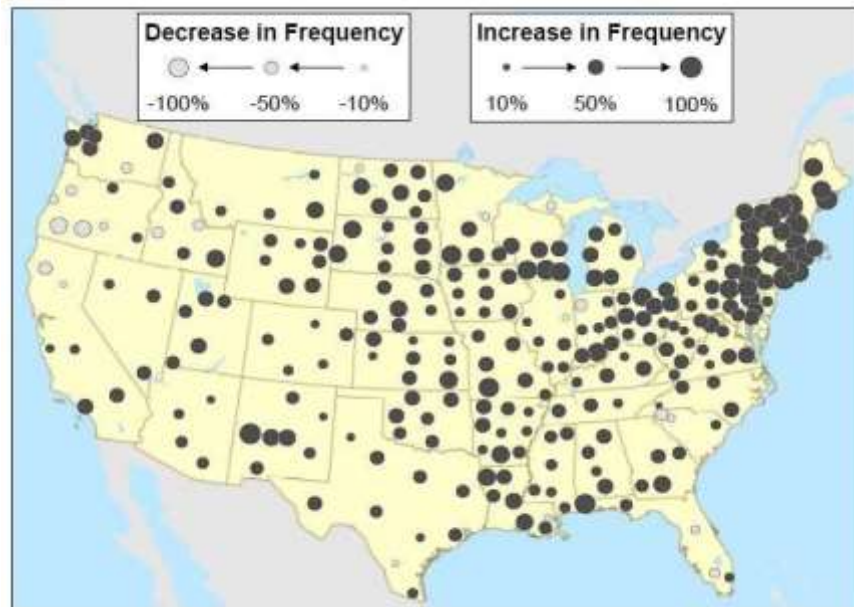 Decrease in Frequency
-100% -50% -10%
Increase in Frequency
10% 50% 100%